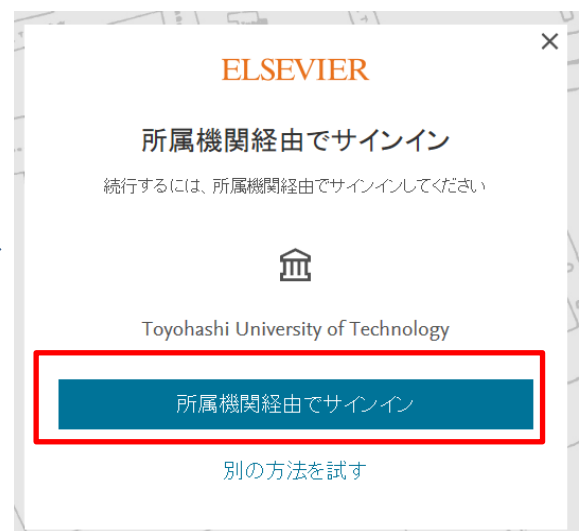 ELSEVIER
所属機関経由でサインイン
続行するには、所属機関経由でサインインしてください
Toyohashi University of Technology
所属機関経由でサインイン
別の方法を試す